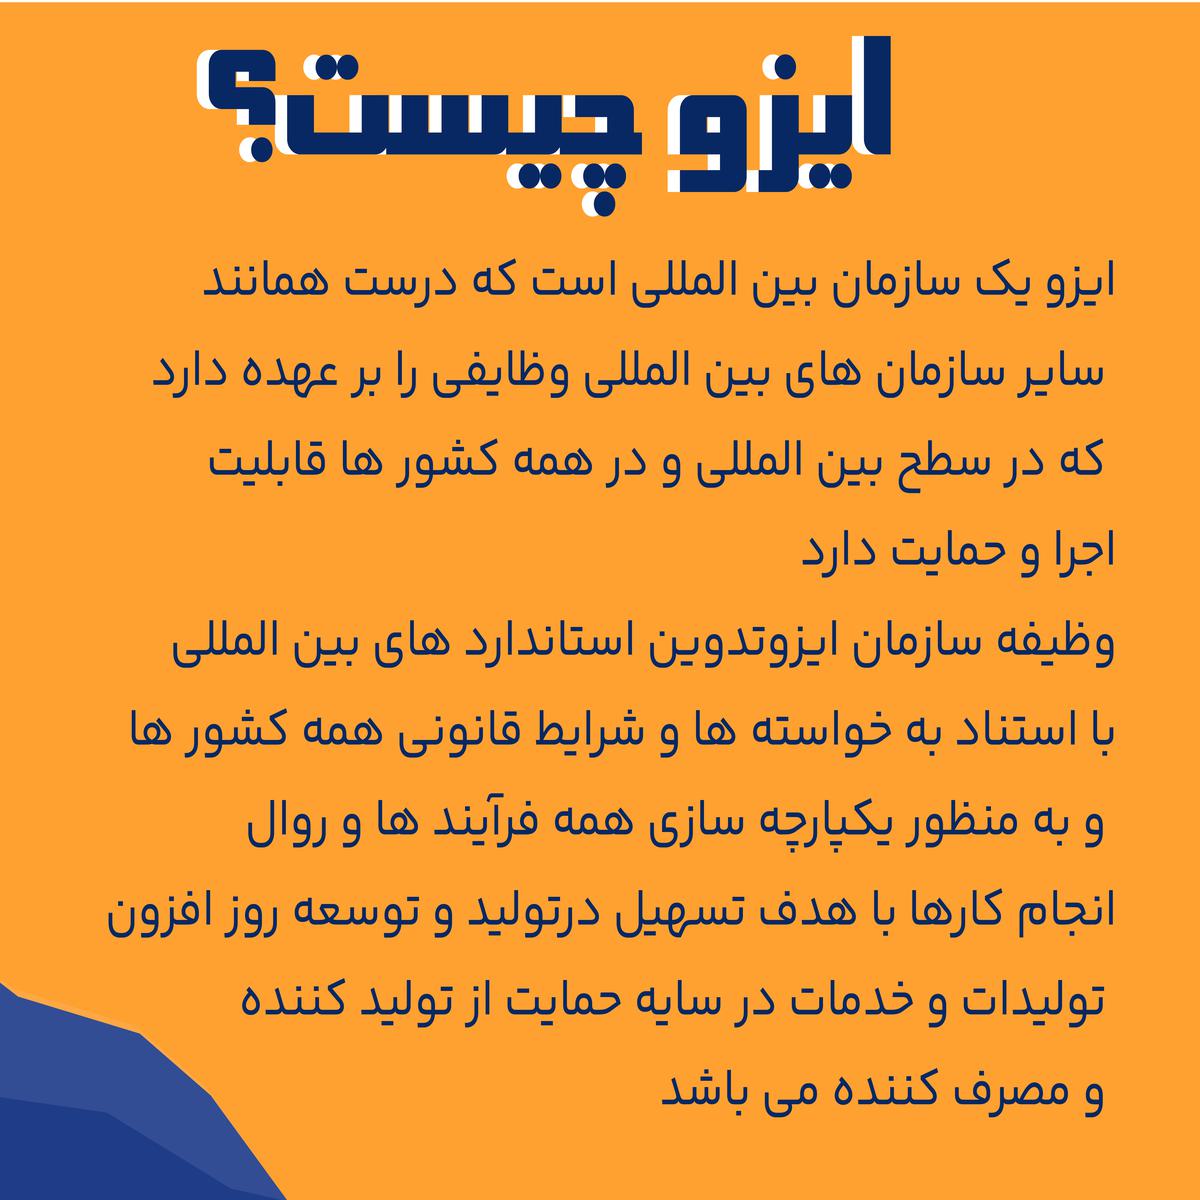 ایزو چیست؟
ایزو یک سازمان بین المللی است که درست همانند
سایر سازمان های بین المللی وظایفی را بر عهده دارد
که در سطح بین المللی و در همه کشور ها قابلیت
اجرا و حمایت دارد
وظیفه سازمان ایزوتدوین استاندارد های بین المللی
با استناد به خواسته ها و شرایط قانونی همه کشور ها
و به منظور یکپارچه سازی همه فرآیند ها و روال
انجام کارها با هدف تسهیل درتولید و توسعه روز افزون
تولیدات و خدمات در سایه حمایت از تولید کننده
و مصرف کننده می باشد